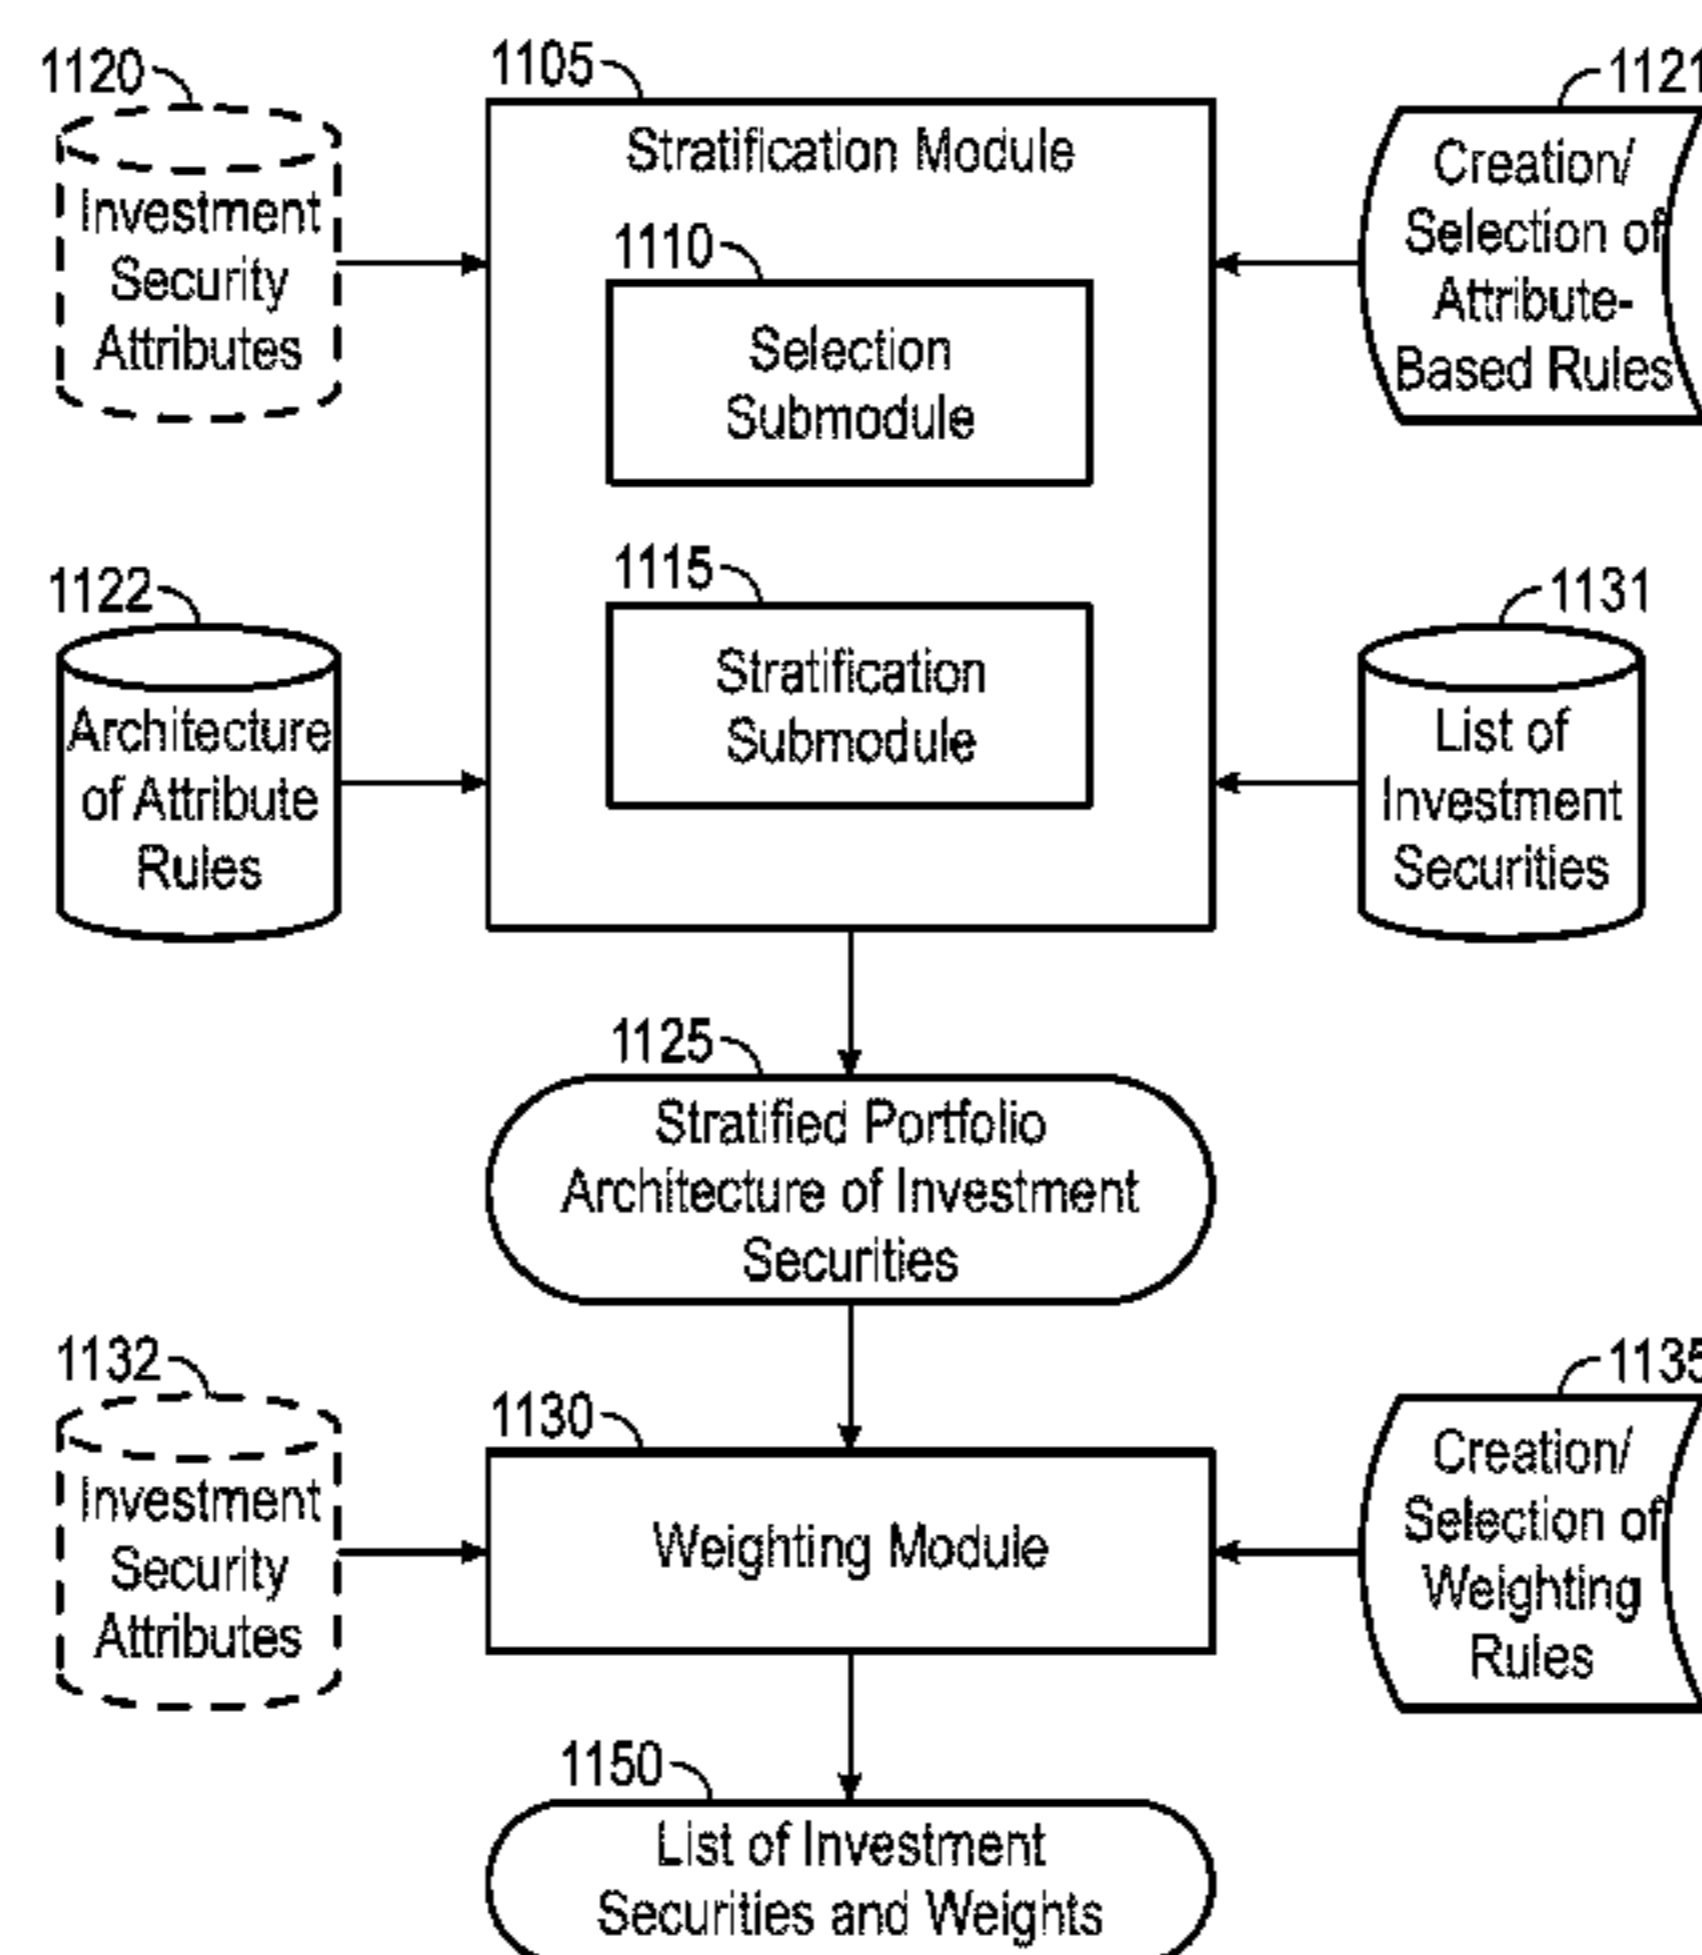 1120
1105
1121
Investment
Security
Attributes
Stratification Module
Creation/
Selection of
Attribute-
Based Rules
1110
Selection
Submodule
1122
Architecture
of Attribute
Rules
1115
Stratification
Submodule
1131
List of
Investment
Securities
1125
Stratified Portfolio
Architecture of Investment
Securities
1132
Investment
Security
Attributes
1130
Weighting Module
1135
Creation/
Selection of
Weighting
Rules
1150
List of Investment
Securities and Weights